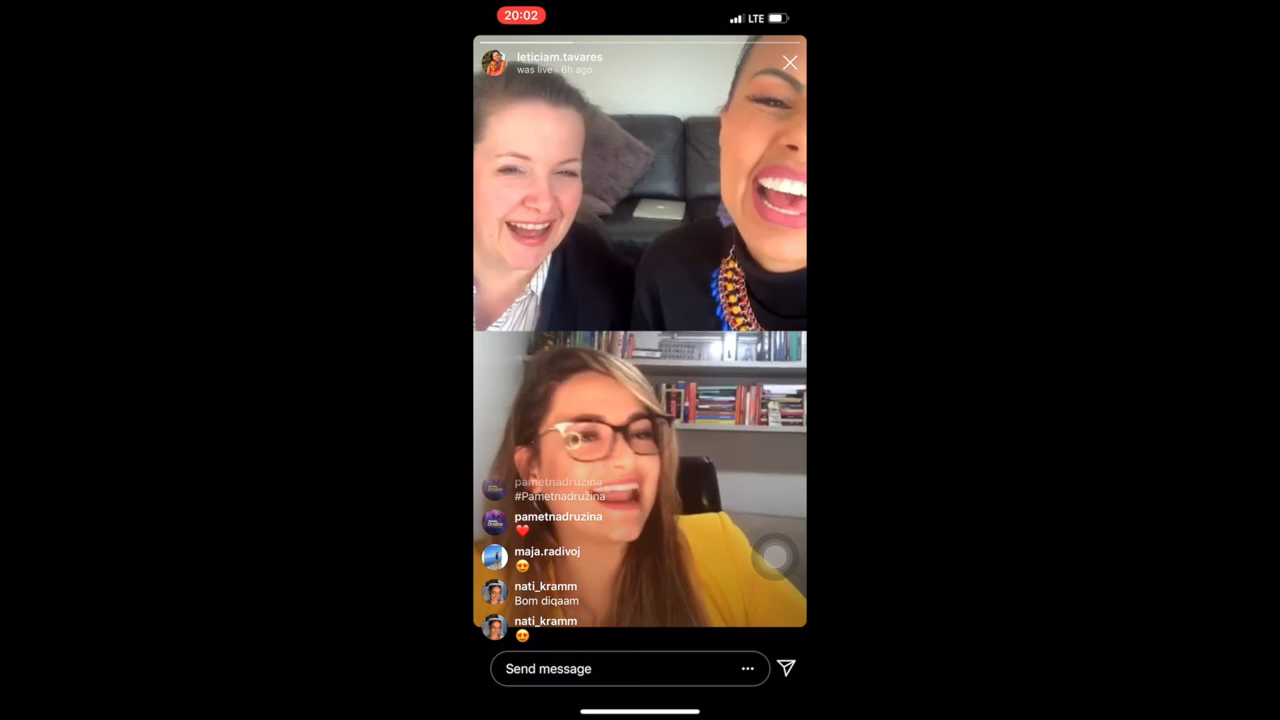 20:02
LTE
leticiam.tavares
was live - 6h ago
pametnadruzina
#Pametnadružina
pametnadruzina
❤️
maja.radivoj
😍
nati_kramm
Bom diqaam
nati_kramm
😍
Send message